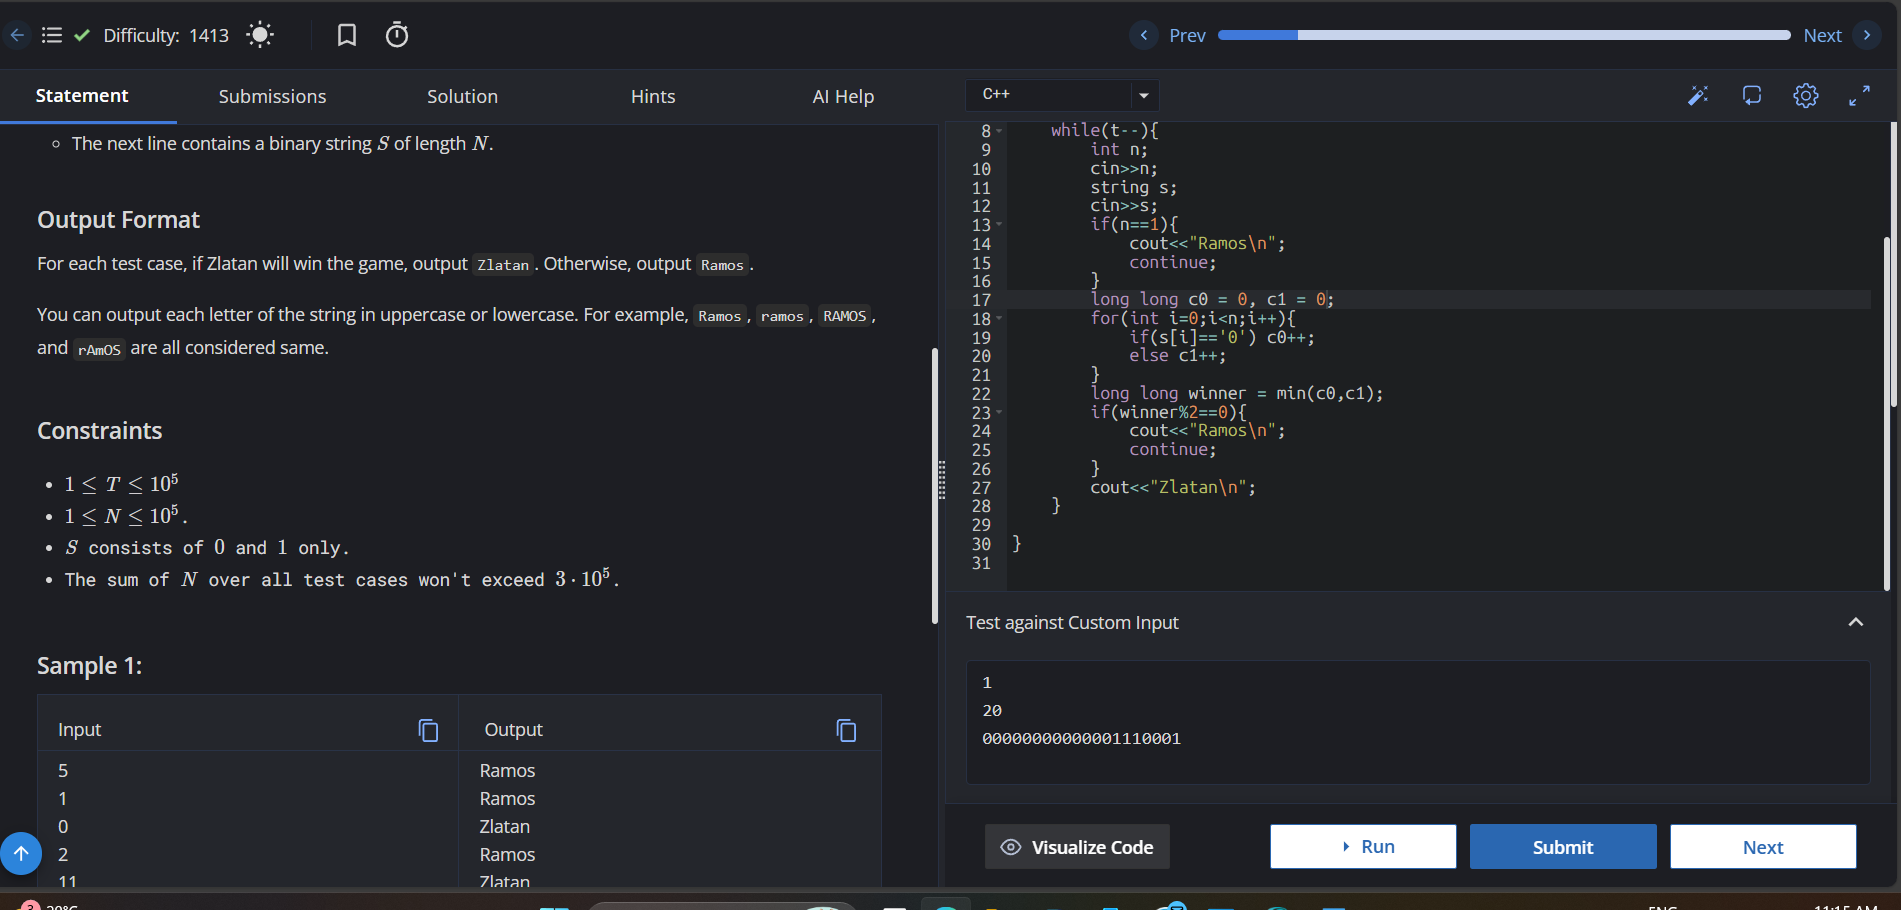 Difficulty: 1413
Prev
Next
Statement
Submissions
Solution
Hints
AI Help
The next line contains a binary string S of length N.
Output Format
For each test case, if Zlatan will win the game, output Zlatan. Otherwise, output Ramos.
You can output each letter of the string in uppercase or lowercase. For example, Ramos, ramos, RAMOS,
and rAmOS are all considered same.
Constraints
1 ≤ T ≤ 10^5
1 ≤ N ≤ 10^5.
S consists of 0 and 1 only.
The sum of N over all test cases won't exceed 3 · 10^5.
Sample 1:
Input
Output
5
1
0
2
11
Ramos
Ramos
Zlatan
Ramos
Zlatan
C++
8 while(t--){
9 int n;
10 cin>>n;
11 string s;
12 cin>>s;
13 if(n==1){
14 cout<<"Ramos\n";
15 continue;
16 }
17 long long c0 = 0, c1 = 0;
18 for(int i=0;i<n;i++){
19 if(s[i]=='0') c0++;
20 else c1++;
21 }
22 long long winner = min(c0,c1);
23 if(winner%2==0){
24 cout<<"Ramos\n";
25 continue;
26 }
27 cout<<"Zlatan\n";
28 }
29
30 }
31
Test against Custom Input
1
20
00000000000001110001
Visualize Code
Run
Submit
Next
3
20°C
ENG
11:15 AM